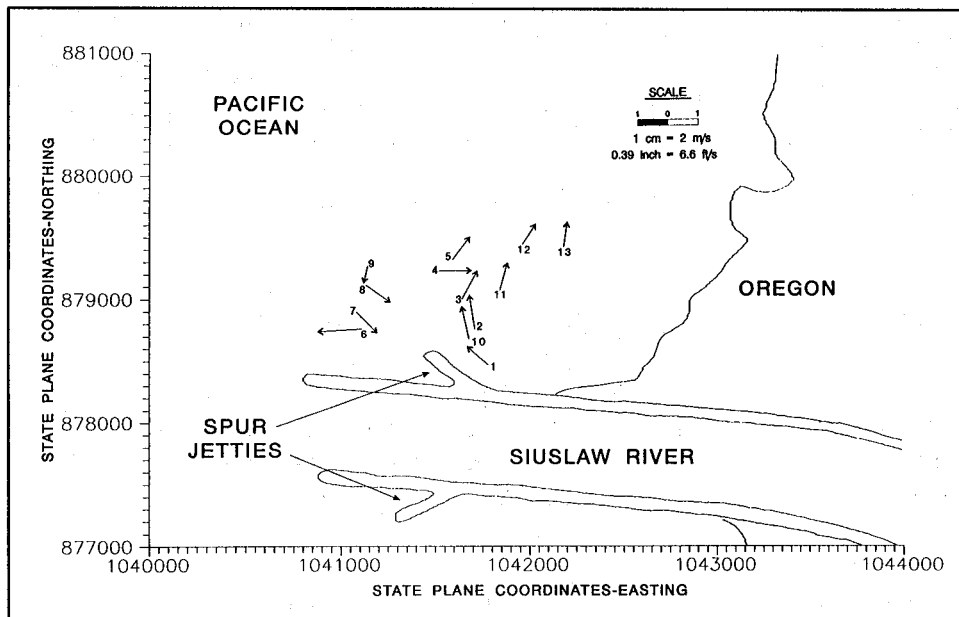 881000
880000
879000
878000
877000
STATE PLANE COORDINATES-NORTHING
PACIFIC
OCEAN
SCALE
1 0 1
1 cm = 2 m/s
0.39 inch = 6.6 ft/s
5
12
13
9
4
8
3
11
7
6
2
10
1
OREGON
SPUR
JETTIES
SIUSLAW RIVER
1040000 1041000 1042000 1043000 1044000
STATE PLANE COORDINATES-EASTING